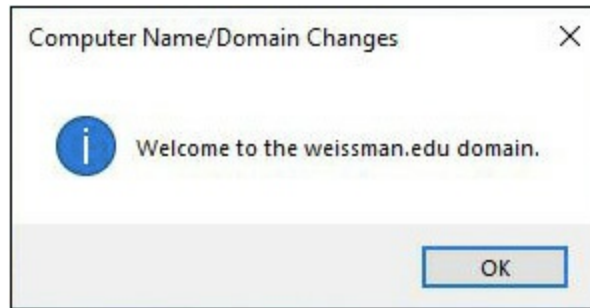 Computer Name/Domain Changes
Welcome to the weissman.edu domain.
OK